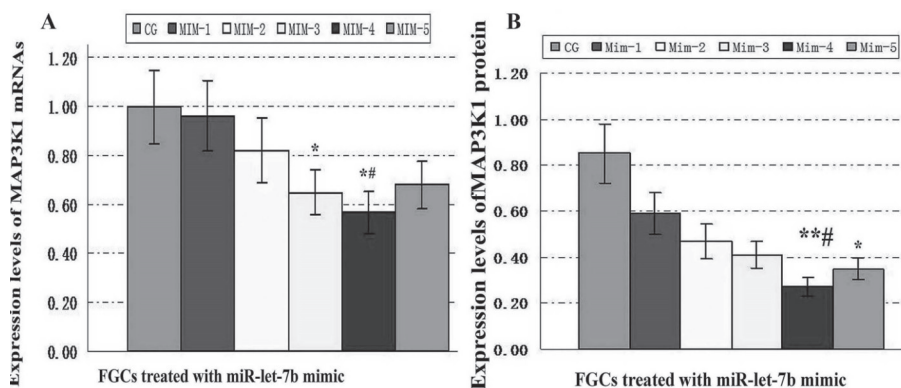 A
CG MIM-1 MIM-2 MIM-3 MIM-4 MIM-5
Expression levels of MAP3K1 mRNAs
1.20
1.00
0.80
0.60
0.40
0.20
0.00
*
*#
FGCs treated with miR-let-7b mimic
B
CG Mim-1 Mim-2 Mim-3 Mim-4 Mim-5
Expression levels ofMAP3K1 protein
1.20
1.00
0.80
0.60
0.40
0.20
0.00
**#
*
FGCs treated with miR-let-7b mimic